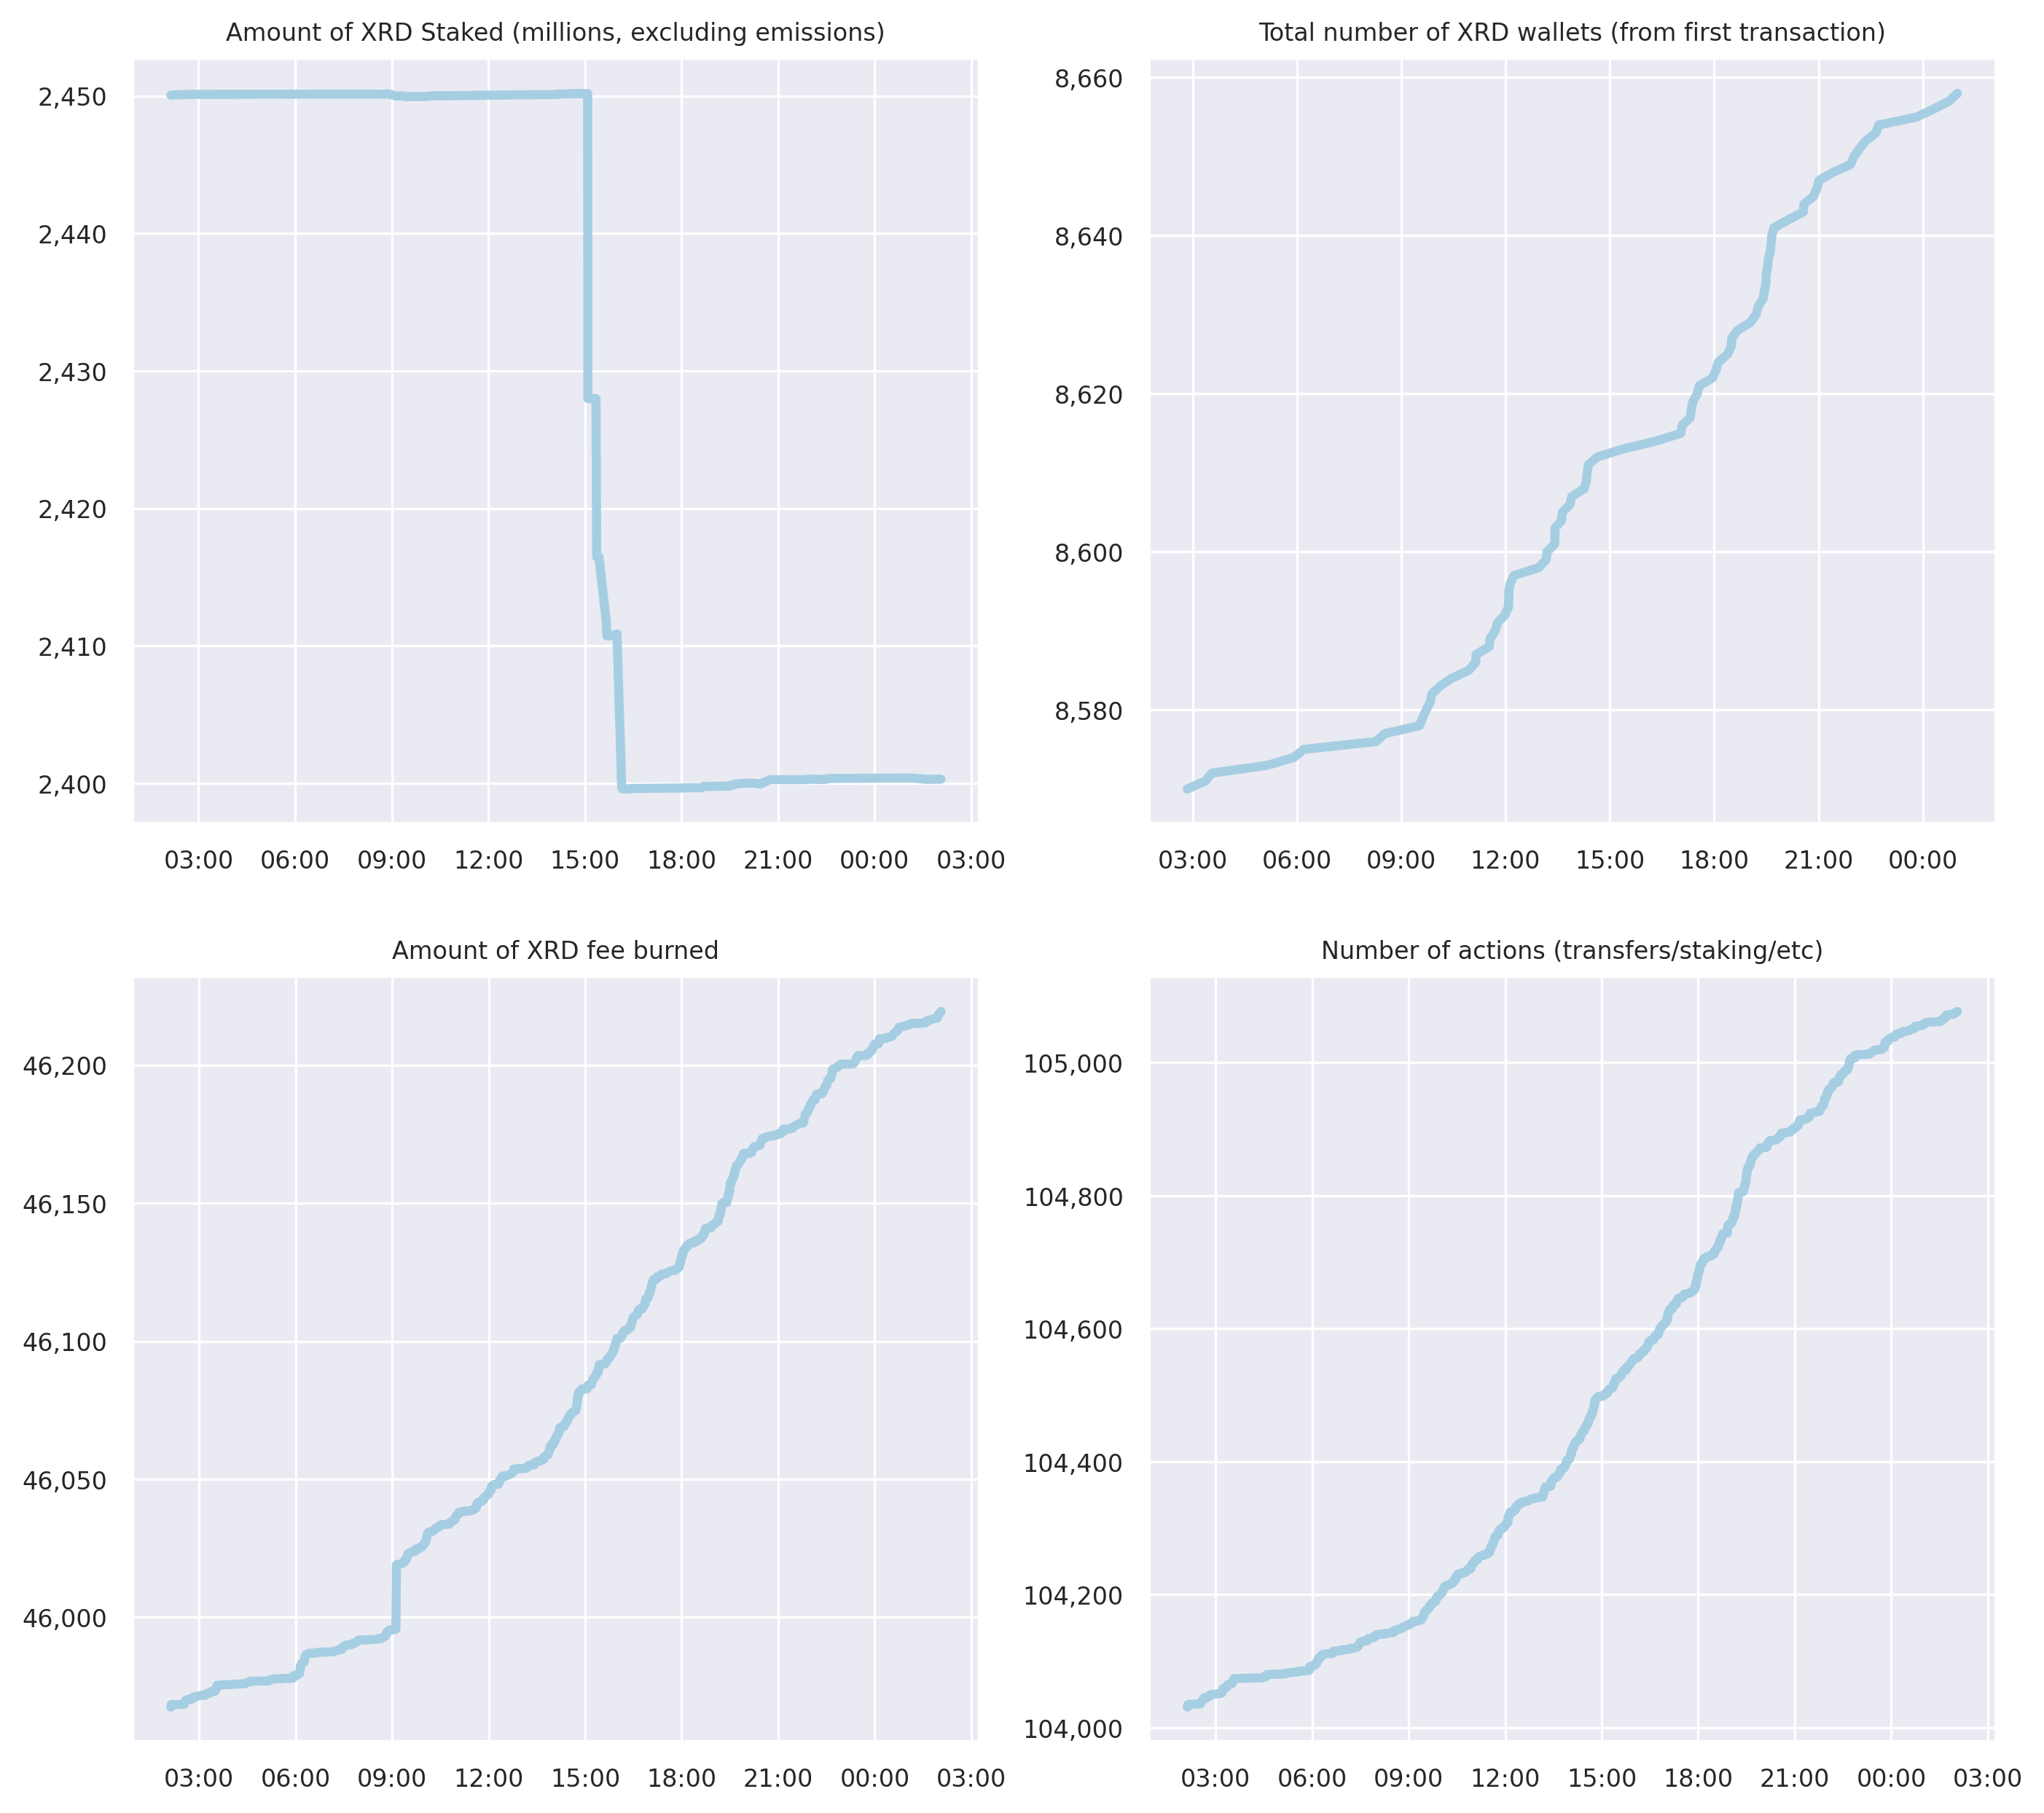 Amount of XRD Staked (millions, excluding emissions)
2,450
2,440
2,430
2,420
2,410
2,400
03:00 06:00 09:00 12:00 15:00 18:00 21:00 00:00 03:00
Total number of XRD wallets (from first transaction)
8,660
8,640
8,620
8,600
8,580
03:00 06:00 09:00 12:00 15:00 18:00 21:00 00:00
Amount of XRD fee burned
46,200
46,150
46,100
46,050
46,000
03:00 06:00 09:00 12:00 15:00 18:00 21:00 00:00 03:00
Number of actions (transfers/staking/etc)
105,000
104,800
104,600
104,400
104,200
104,000
03:00 06:00 09:00 12:00 15:00 18:00 21:00 00:00 03:00